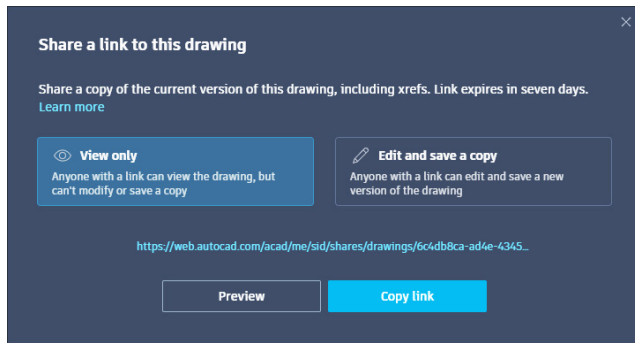 Share a link to this drawing
Share a copy of the current version of this drawing, including xrefs. Link expires in seven days.
Learn more
View only
Anyone with a link can view the drawing, but
can't modify or save a copy
Edit and save a copy
Anyone with a link can edit and save a new
version of the drawing
https://web.autocad.com/acad/me/sid/shares/drawings/6c4db8ca-ad4e-4345...
Preview
Copy link